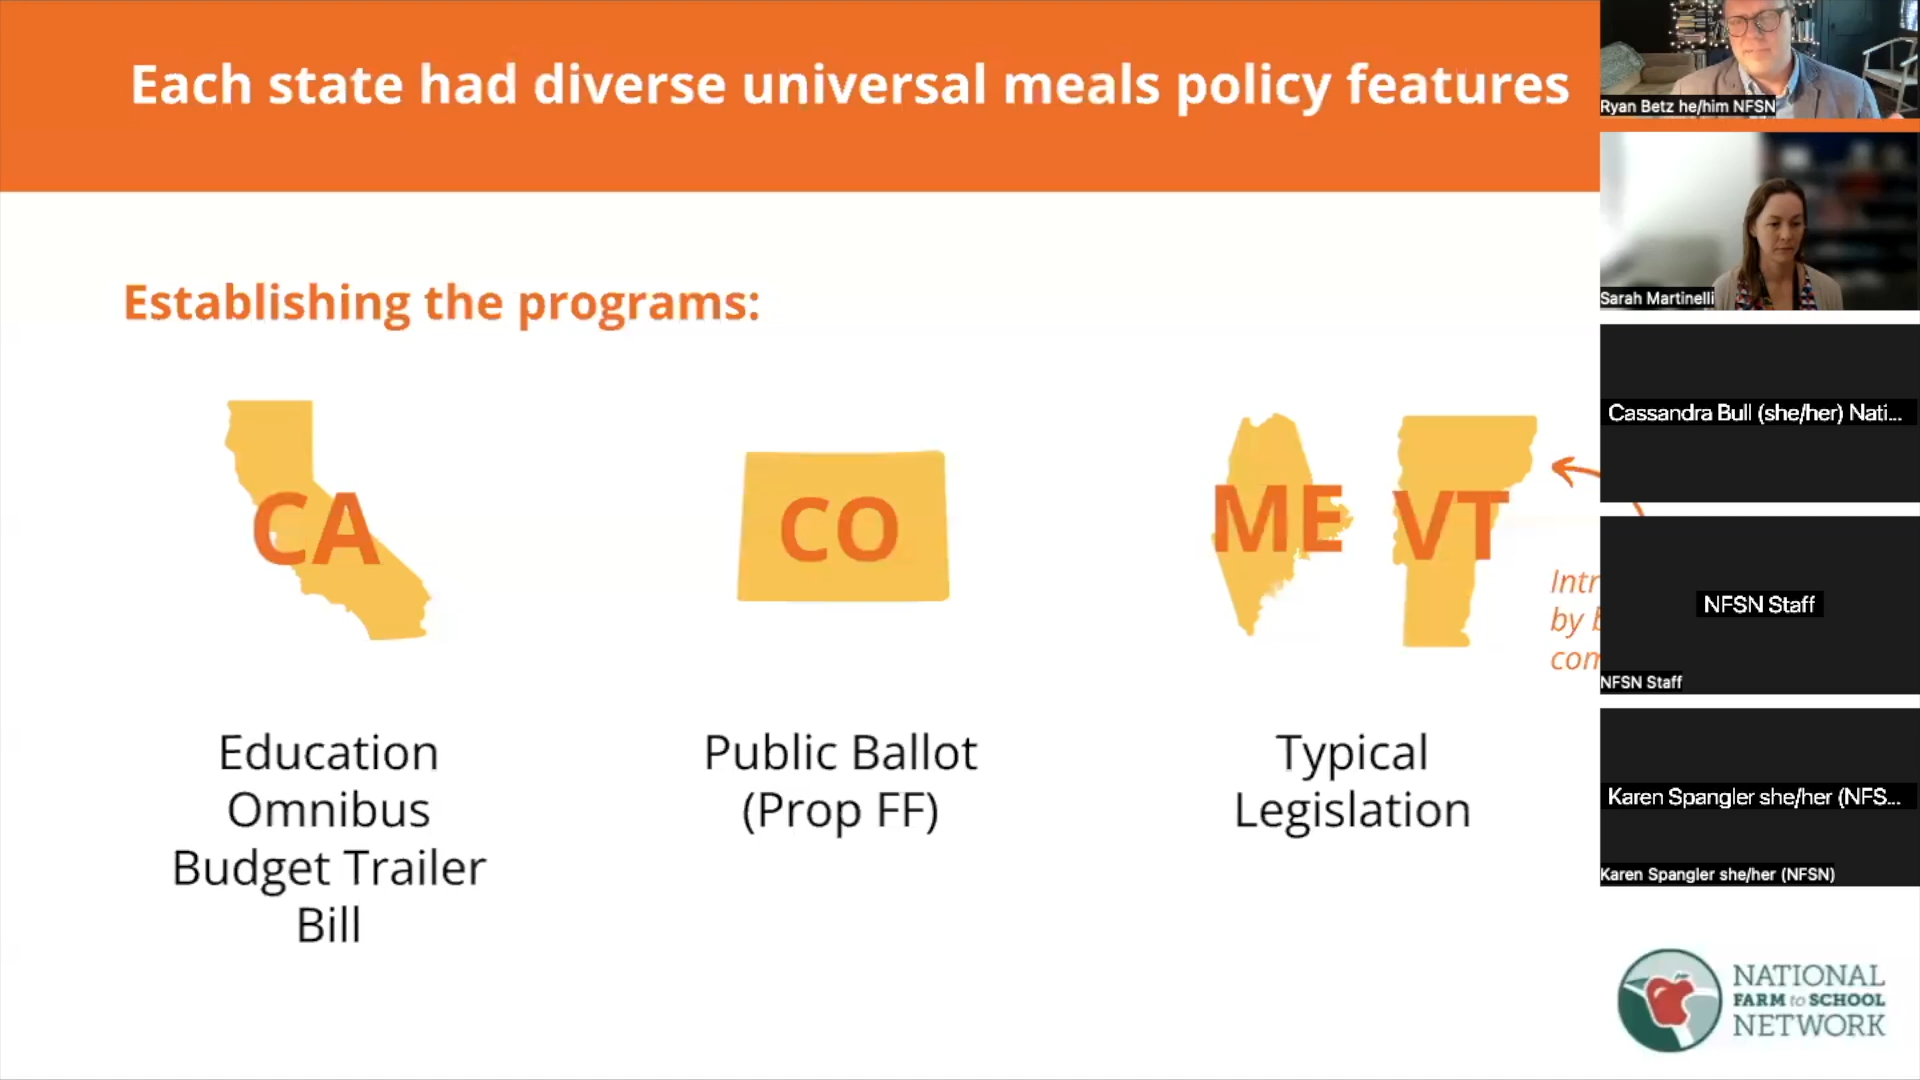 Each state had diverse universal meals policy features
Establishing the programs:
CA
CO
ME
VT
Education
Omnibus
Budget Trailer
Bill
Public Ballot
(Prop FF)
Typical
Legislation
by
Ryan Betz he/him NFSN
Sarah Martinelli
Cassandra Bull (she/her) Nati...
NFSN Staff
NFSN Staff
Karen Spangler she/her (NFS...
Karen Spangler she/her (NFSN)
NATIONAL
FARM to SCHOOL
NETWORK